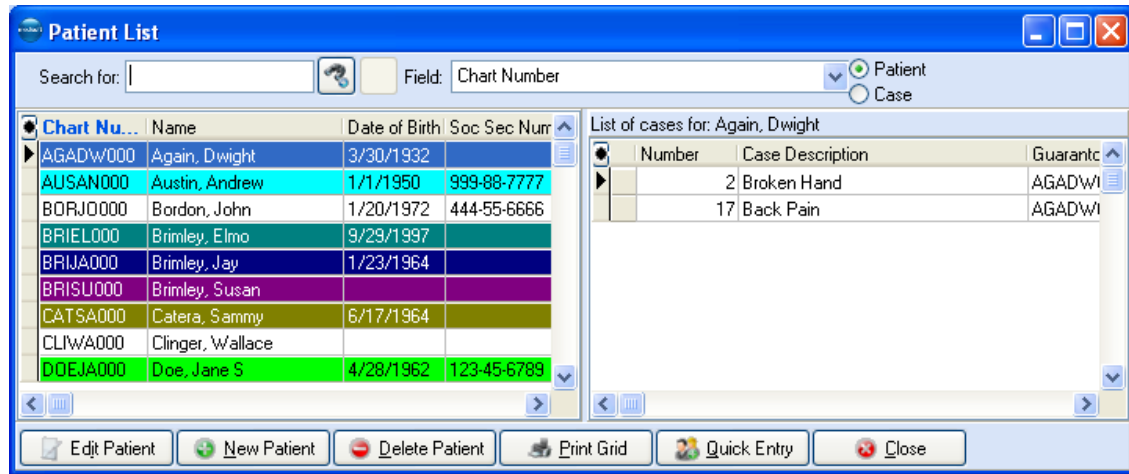 Patient List
Search for: Field: Chart Number Patient
Case
Chart Nu... Name Date of Birth Soc Sec Num
AGADW000 Again, Dwight 3/30/1932
AUSAN000 Austin, Andrew 1/1/1950 999-88-7777
BORJO000 Bordon, John 1/20/1972 444-55-6666
BRIEL000 Brimley, Elmo 9/29/1997
BRIJA000 Brimley, Jay 1/23/1964
BRISU000 Brimley, Susan
CATSA000 Catera, Sammy 6/17/1964
CLIWA000 Clinger, Wallace
DOEJA000 Doe, Jane S 4/28/1962 123-45-6789
List of cases for: Again, Dwight
Number Case Description Guarantc
2 Broken Hand AGADW
17 Back Pain AGADW
Edit Patient New Patient Delete Patient Print Grid Quick Entry Close